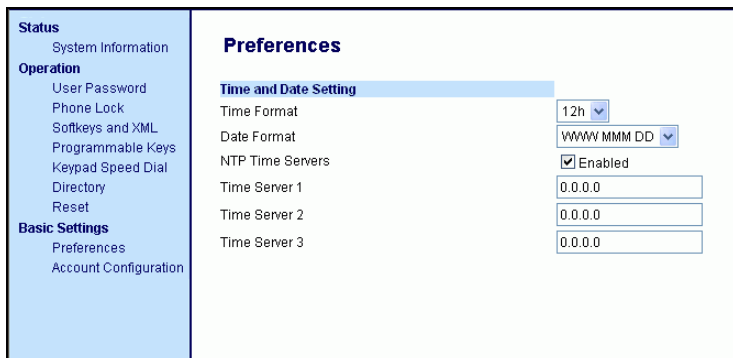 Status
System Information
Operation
User Password
Phone Lock
Softkeys and XML
Programmable Keys
Keypad Speed Dial
Directory
Reset
Basic Settings
Preferences
Account Configuration
Preferences
Time and Date Setting
Time Format 12h
Date Format WWW MMM DD
NTP Time Servers Enabled
Time Server 1 0.0.0.0
Time Server 2 0.0.0.0
Time Server 3 0.0.0.0